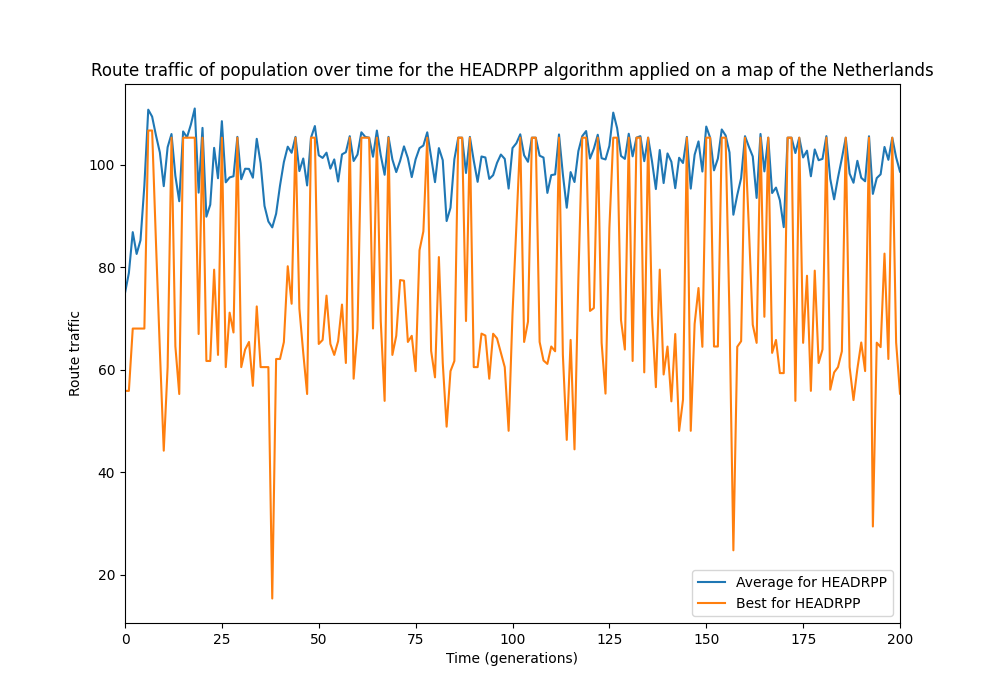 Route traffic of population over time for the HEADRPP algorithm applied on a map of the Netherlands
Route traffic
100
80
60
40
20
0 25 50 75 100 125 150 175 200
Time (generations)
Average for HEADRPP
Best for HEADRPP